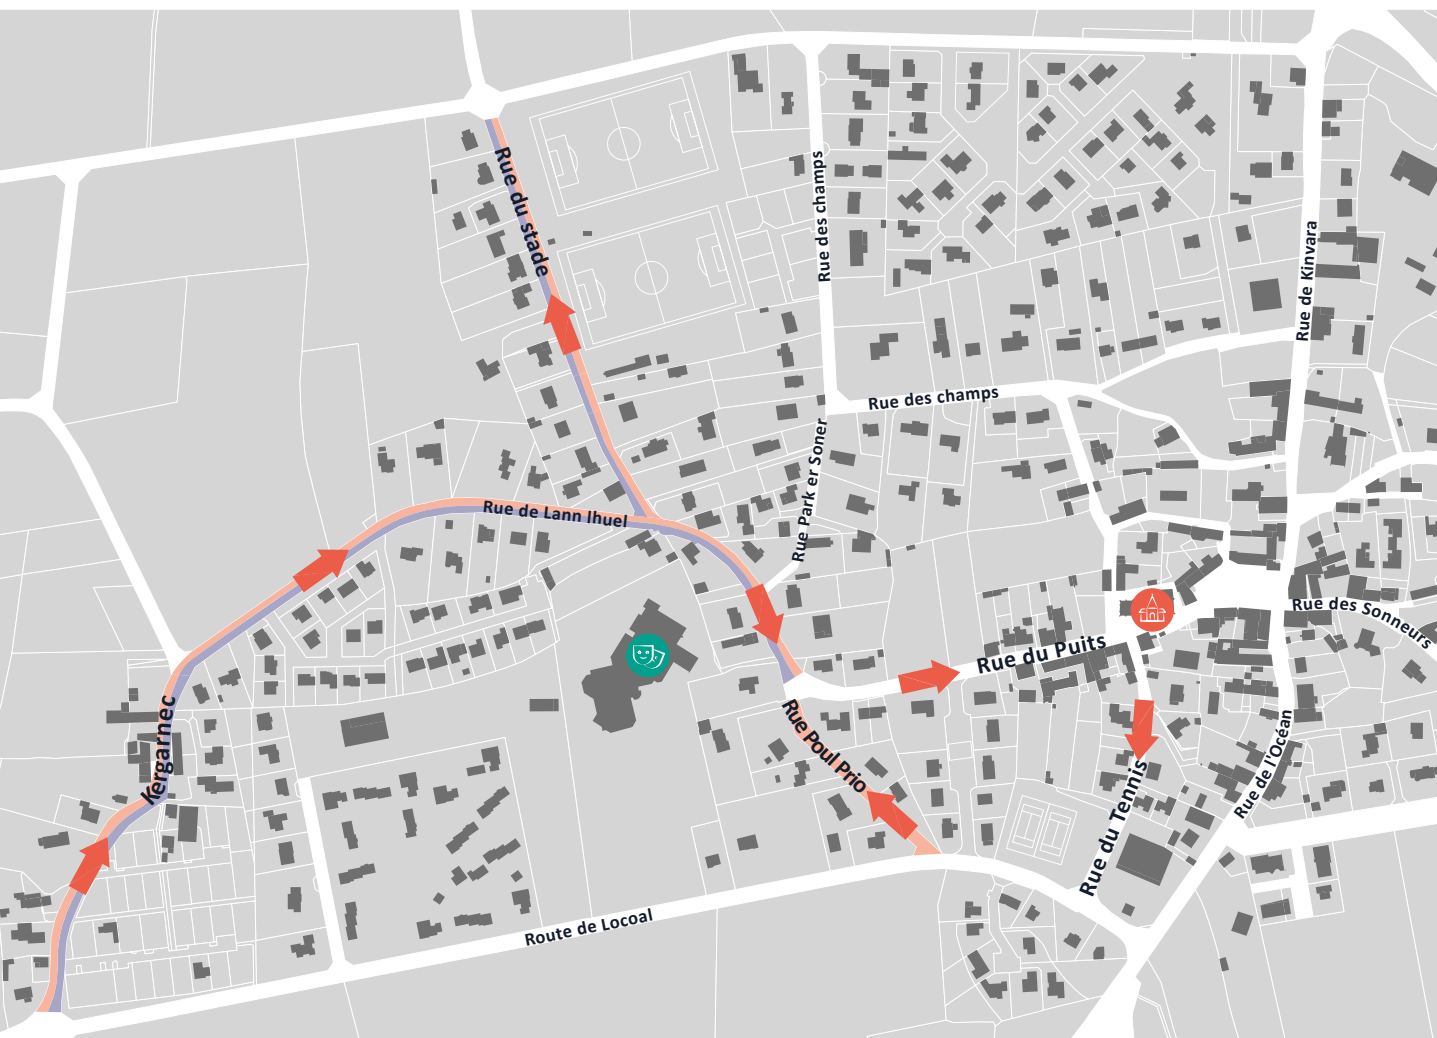 Rue du stade
Rue des champs
Rue de Kinvara
Rue des champs
Rue Park er Soner
Rue de Lann Ihuel
Rue des Sonneurs
Rue du Puits
Kergarnec
Rue Poul Prio
Rue de l'Océan
Rue du Tennis
Route de Locoal